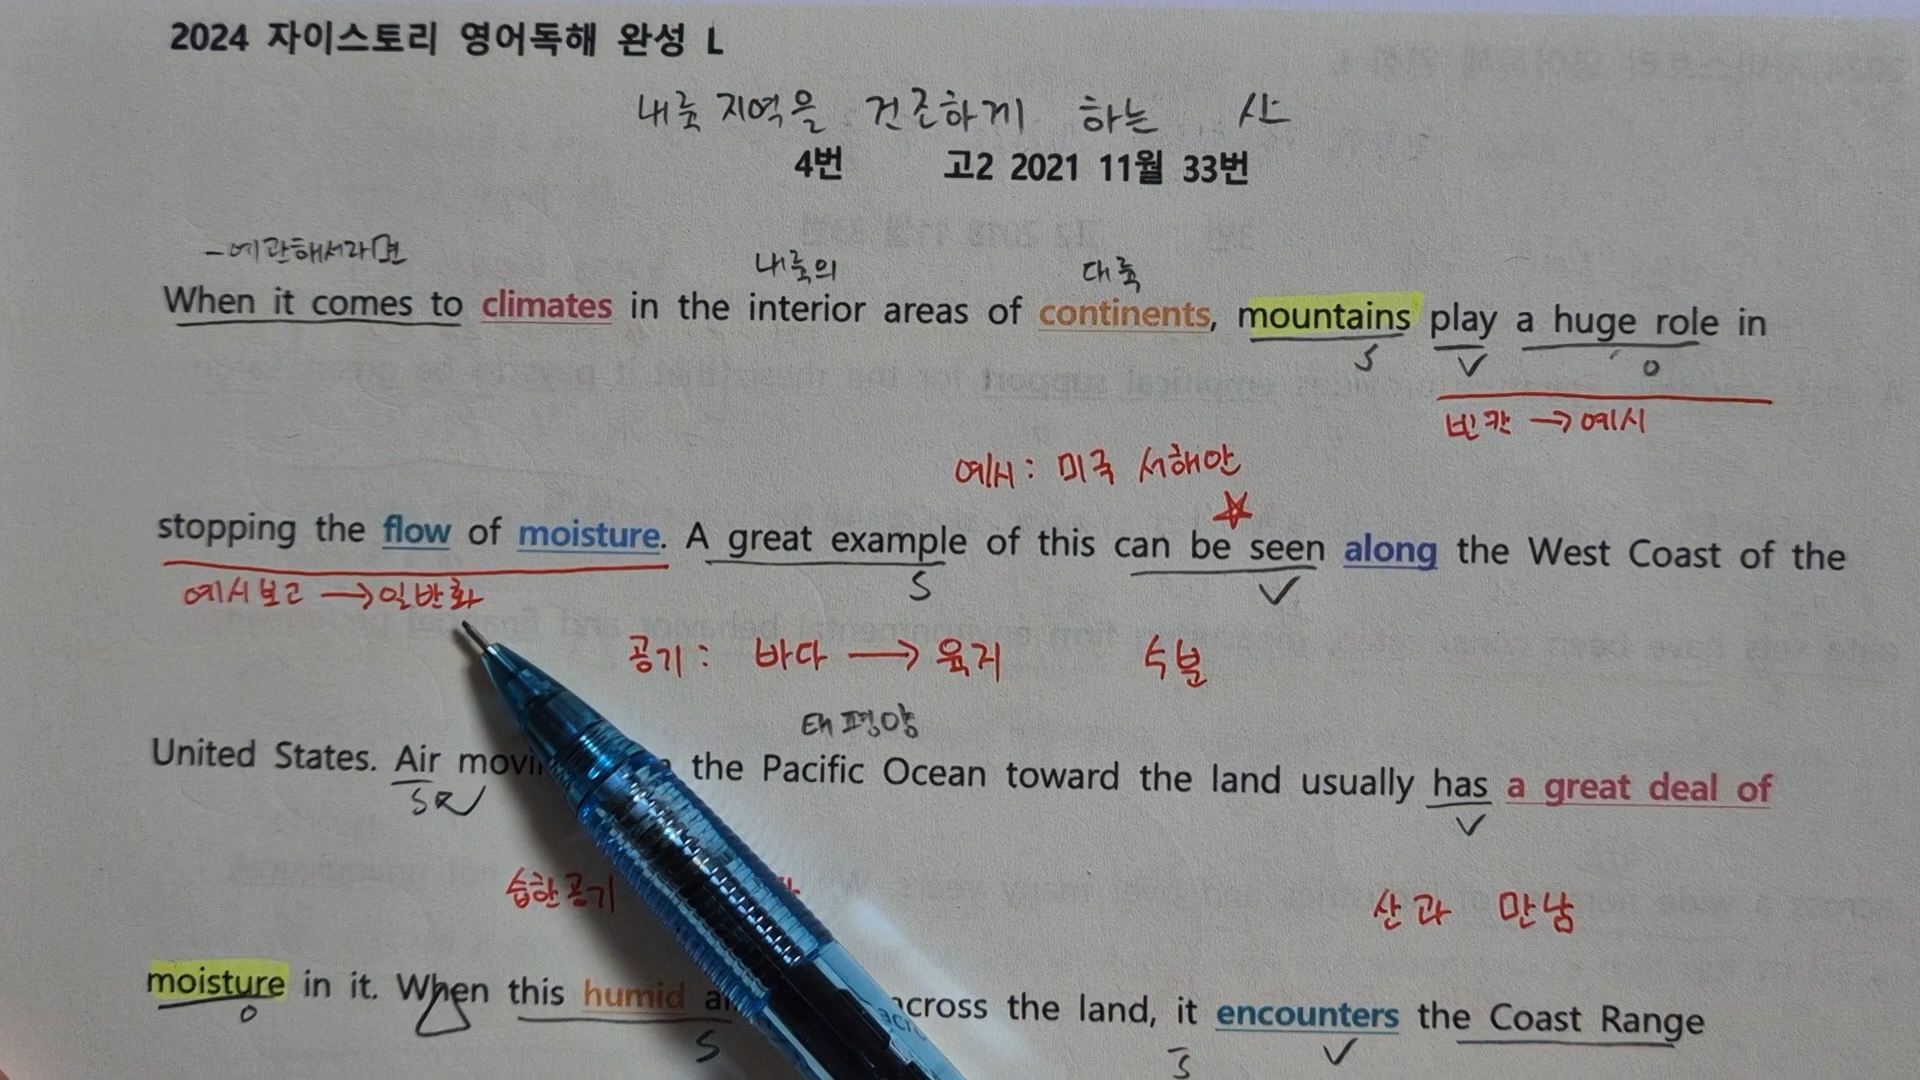 2024 자이스토리 영어독해 완성 L
내륙 지역을 건조하게 하는 산
4번 고2 2021 11월 33번
-에 관해서라면 내륙의 대륙
When it comes to climates in the interior areas of continents, mountains play a huge role in
S V O
빈칸 → 예시
예시: 미국 서해안
stopping the flow of moisture. A great example of this can be seen along the West Coast of the
예시보고 → 일반화 S V
공기: 바다 → 육지 수분
태평양
United States. Air the Pacific Ocean toward the land usually has a great deal of
S V
습한공기 산과 만남
moisture in it. When this humid across the land, it encounters the Coast Range
O S S V